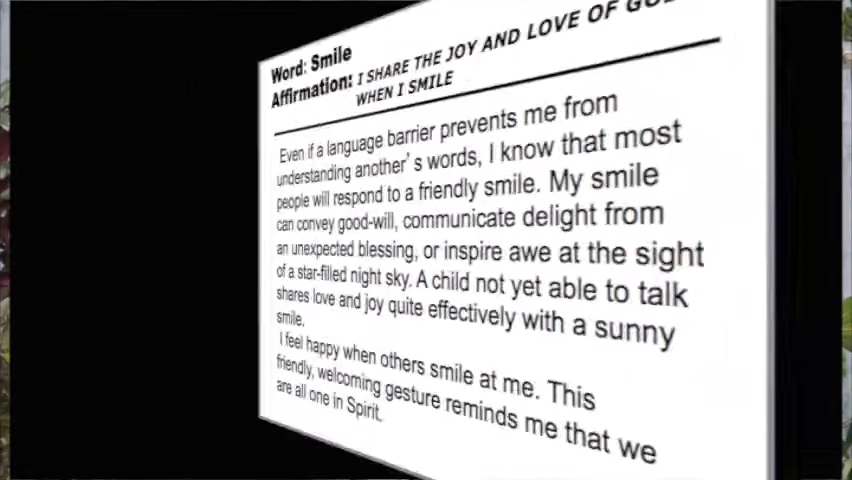 Word: Smile
Affirmation: I SHARE THE JOY AND LOVE OF
WHEN I SMILE
Even if a language barrier prevents me from
understanding another's words, I know that most
people will respond to a friendly smile. My smile
can convey good-will, communicate delight from
an unexpected blessing, or inspire awe at the sight
of a star-filled night sky. A child not yet able to talk
shares love and joy quite effectively with a sunny
smile.
I feel happy when others smile at me. This
friendly, welcoming gesture reminds me that we
are all one in Spirit.